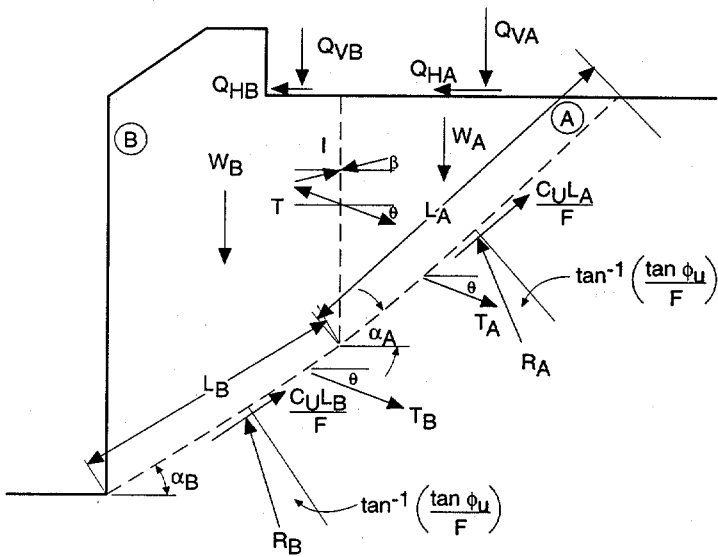 Q_VA
Q_VB
Q_HA
Q_HB
A
B
W_A
I
β
W_B
T
θ
L_A
C_U L_A
F
tan⁻¹ (tan ϕ_u / F)
θ
T_A
α_A
R_A
L_B
θ
C_U L_B
F
T_B
α_B
tan⁻¹ (tan ϕ_u / F)
R_B